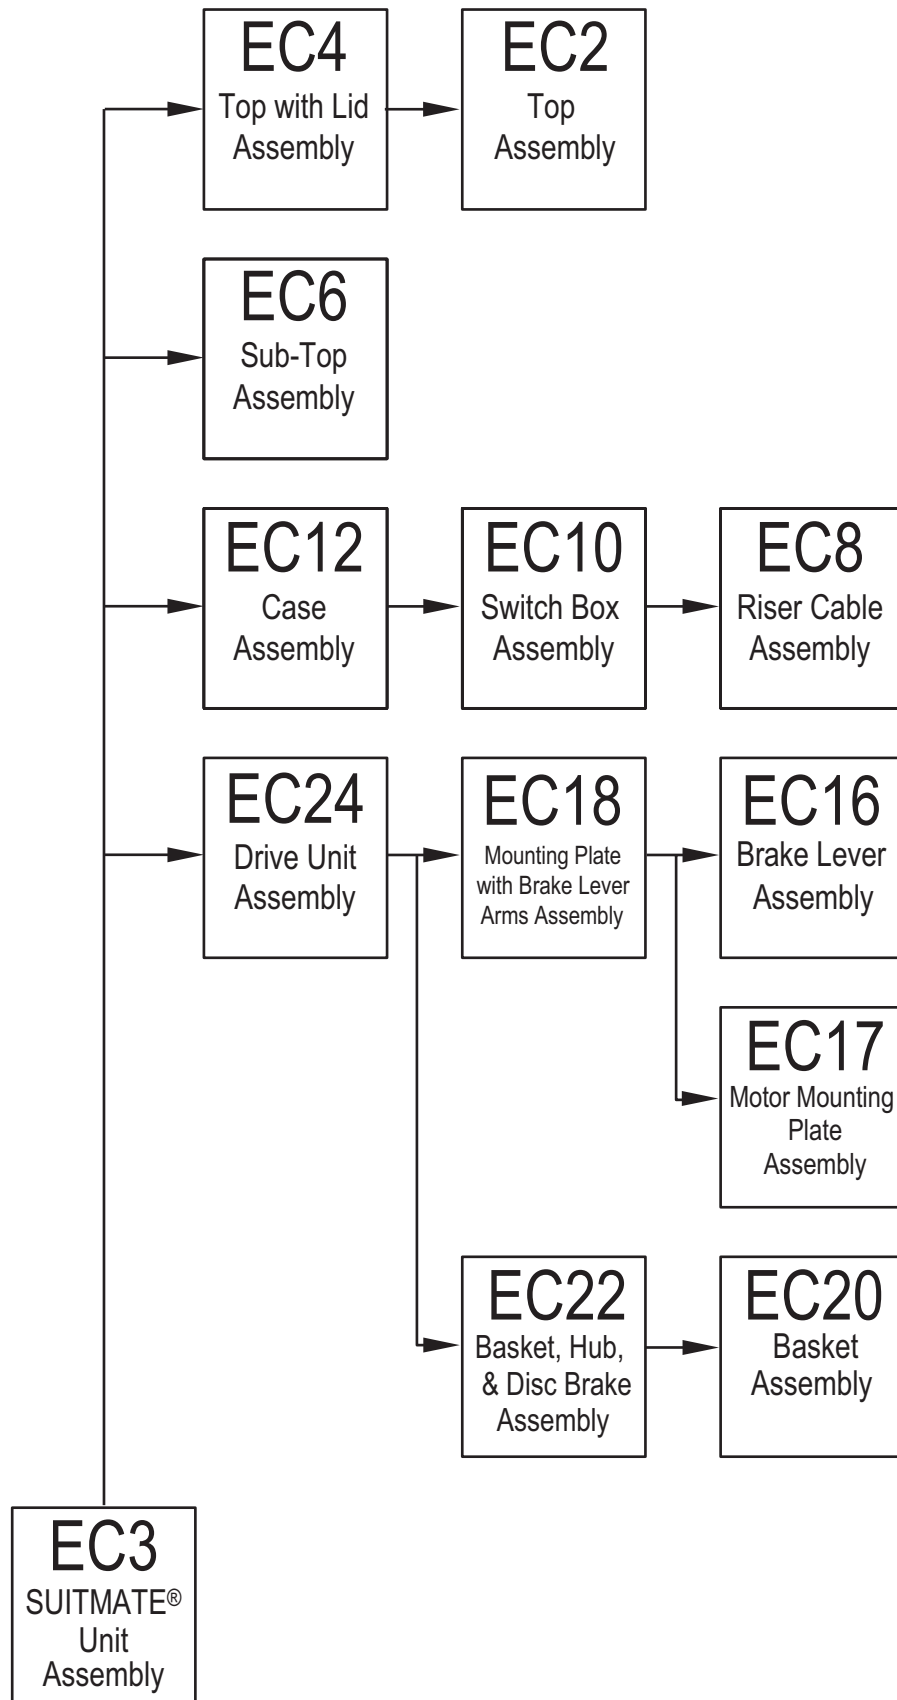 EC4
Top with Lid
Assembly
EC2
Top
Assembly
EC6
Sub-Top
Assembly
EC12
Case
Assembly
EC10
Switch Box
Assembly
EC8
Riser Cable
Assembly
EC24
Drive Unit
Assembly
EC18
Mounting Plate
with Brake Lever
Arms Assembly
EC16
Brake Lever
Assembly
EC17
Motor Mounting
Plate
Assembly
EC22
Basket, Hub,
& Disc Brake
Assembly
EC20
Basket
Assembly
EC3
SUITMATE®
Unit
Assembly